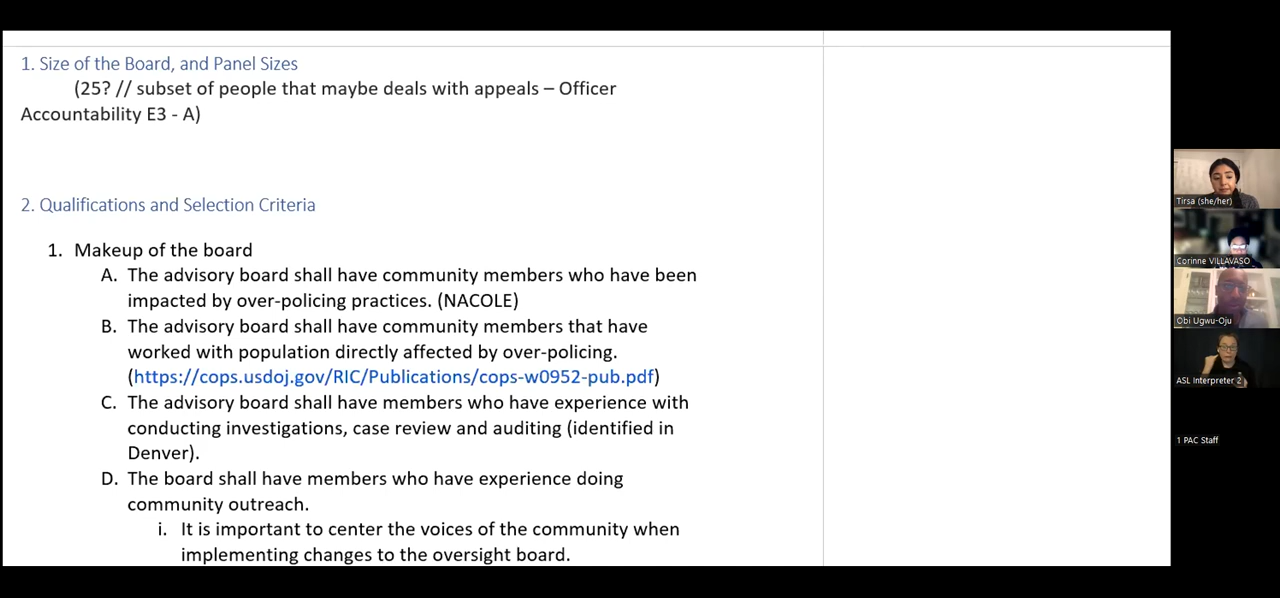 1. Size of the Board, and Panel Sizes
(25? // subset of people that maybe deals with appeals – Officer
Accountability E3 - A)
2. Qualifications and Selection Criteria
1. Makeup of the board
A. The advisory board shall have community members who have been
impacted by over-policing practices. (NACOLE)
B. The advisory board shall have community members that have
worked with population directly affected by over-policing.
(https://cops.usdoj.gov/RIC/Publications/cops-w0952-pub.pdf)
C. The advisory board shall have members who have experience with
conducting investigations, case review and auditing (identified in
Denver).
D. The board shall have members who have experience doing
community outreach.
i. It is important to center the voices of the community when
implementing changes to the oversight board.
Tirsa (she/her)
Corinne VILLAVASO
Obi Ugwu-Oju
ASL Interpreter 2
1 PAC Staff